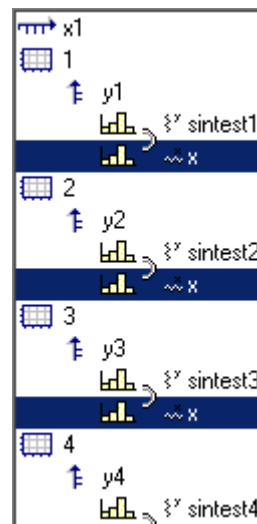 x1
1
y1
sintest1
x
2
y2
sintest2
x
3
y3
sintest3
x
4
y4
sintest4